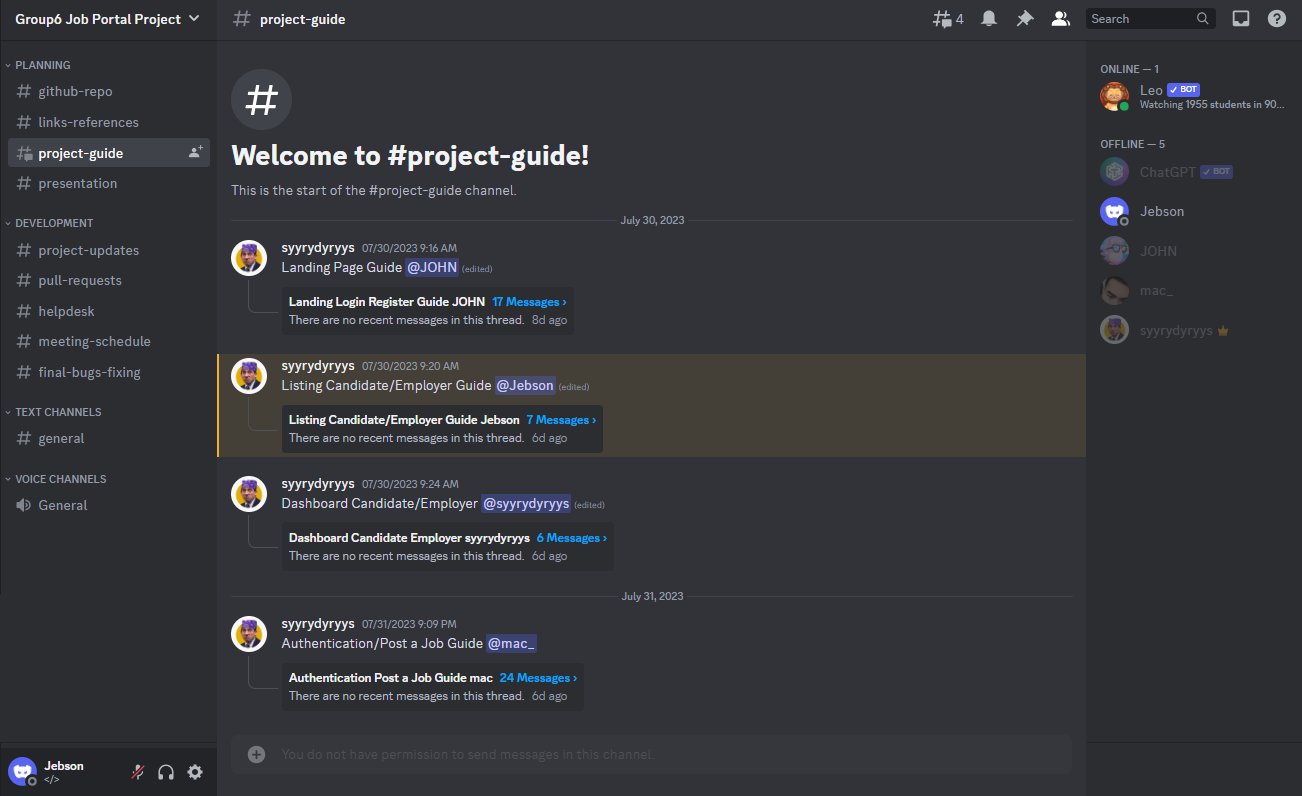 Group6 Job Portal Project
project-guide
4
Search
PLANNING
github-repo
links-references
project-guide
presentation
DEVELOPMENT
project-updates
pull-requests
helpdesk
meeting-schedule
final-bugs-fixing
TEXT CHANNELS
general
VOICE CHANNELS
General
Jebson
</>
#
Welcome to #project-guide!
This is the start of the #project-guide channel.
July 30, 2023
syyrydyryys 07/30/2023 9:16 AM
Landing Page Guide @JOHN (edited)
Landing Login Register Guide JOHN 17 Messages ›
There are no recent messages in this thread. 8d ago
syyrydyryys 07/30/2023 9:20 AM
Listing Candidate/Employer Guide @Jebson (edited)
Listing Candidate/Employer Guide Jebson 7 Messages ›
There are no recent messages in this thread. 6d ago
syyrydyryys 07/30/2023 9:24 AM
Dashboard Candidate/Employer @syyrydyryys (edited)
Dashboard Candidate Employer syyrydyryys 6 Messages ›
There are no recent messages in this thread. 6d ago
July 31, 2023
syyrydyryys 07/31/2023 9:09 PM
Authentication/Post a Job Guide @mac_
Authentication Post a Job Guide mac 24 Messages ›
There are no recent messages in this thread. 6d ago
You do not have permission to send messages in this channel.
ONLINE — 1
Leo ✓ BOT
Watching 1955 students in 90...
OFFLINE — 5
ChatGPT ✓ BOT
Jebson
JOHN
mac_
syyrydyryys